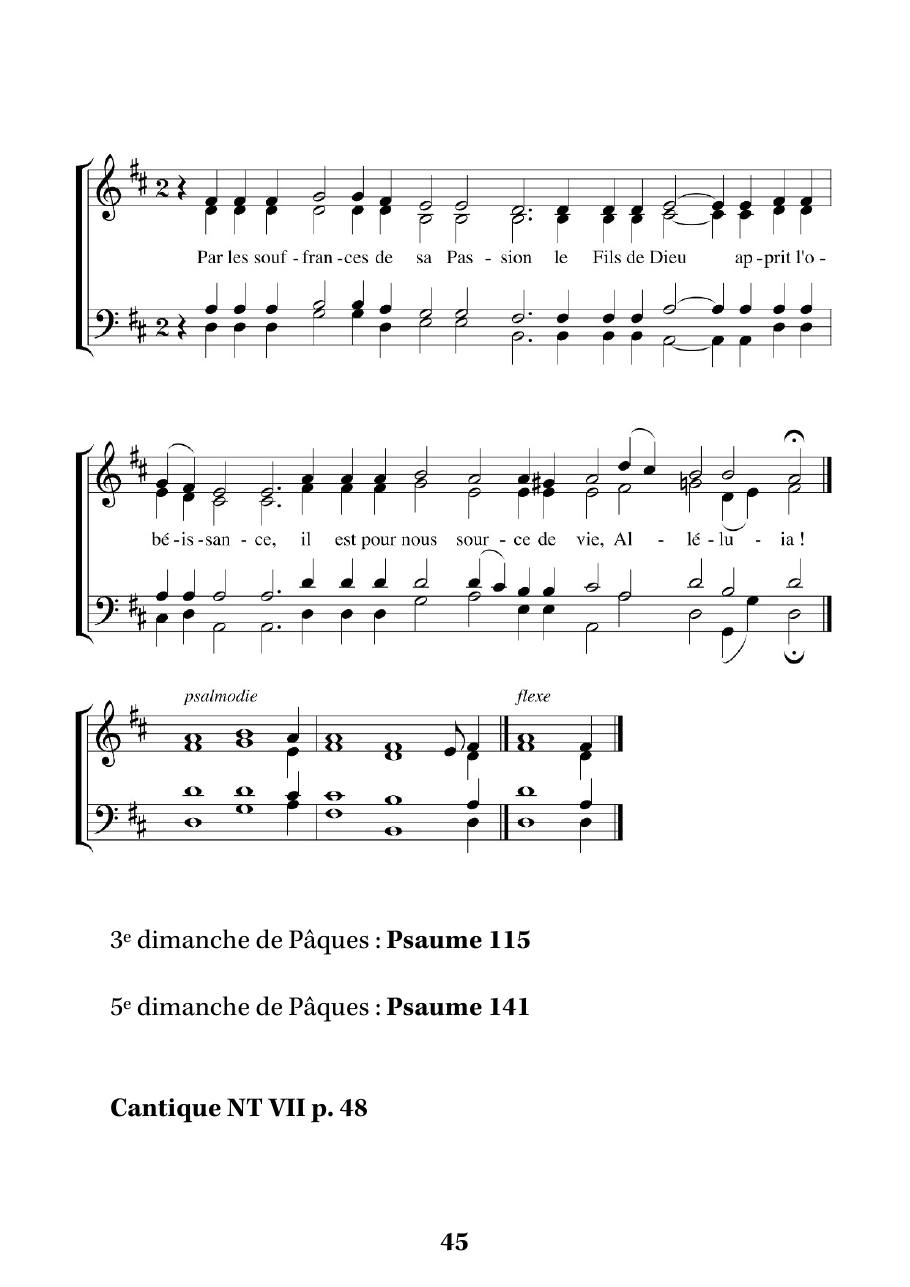 2 Par les souf - fran - ces de sa Pas - sion le Fils de Dieu ap - prit l'o -
2
bé - is - san - ce, il est pour nous sour - ce de vie, Al - lé - lu - ia !
psalmodie flexe
3e dimanche de Pâques : Psaume 115
5e dimanche de Pâques : Psaume 141
Cantique NT VII p. 48
45